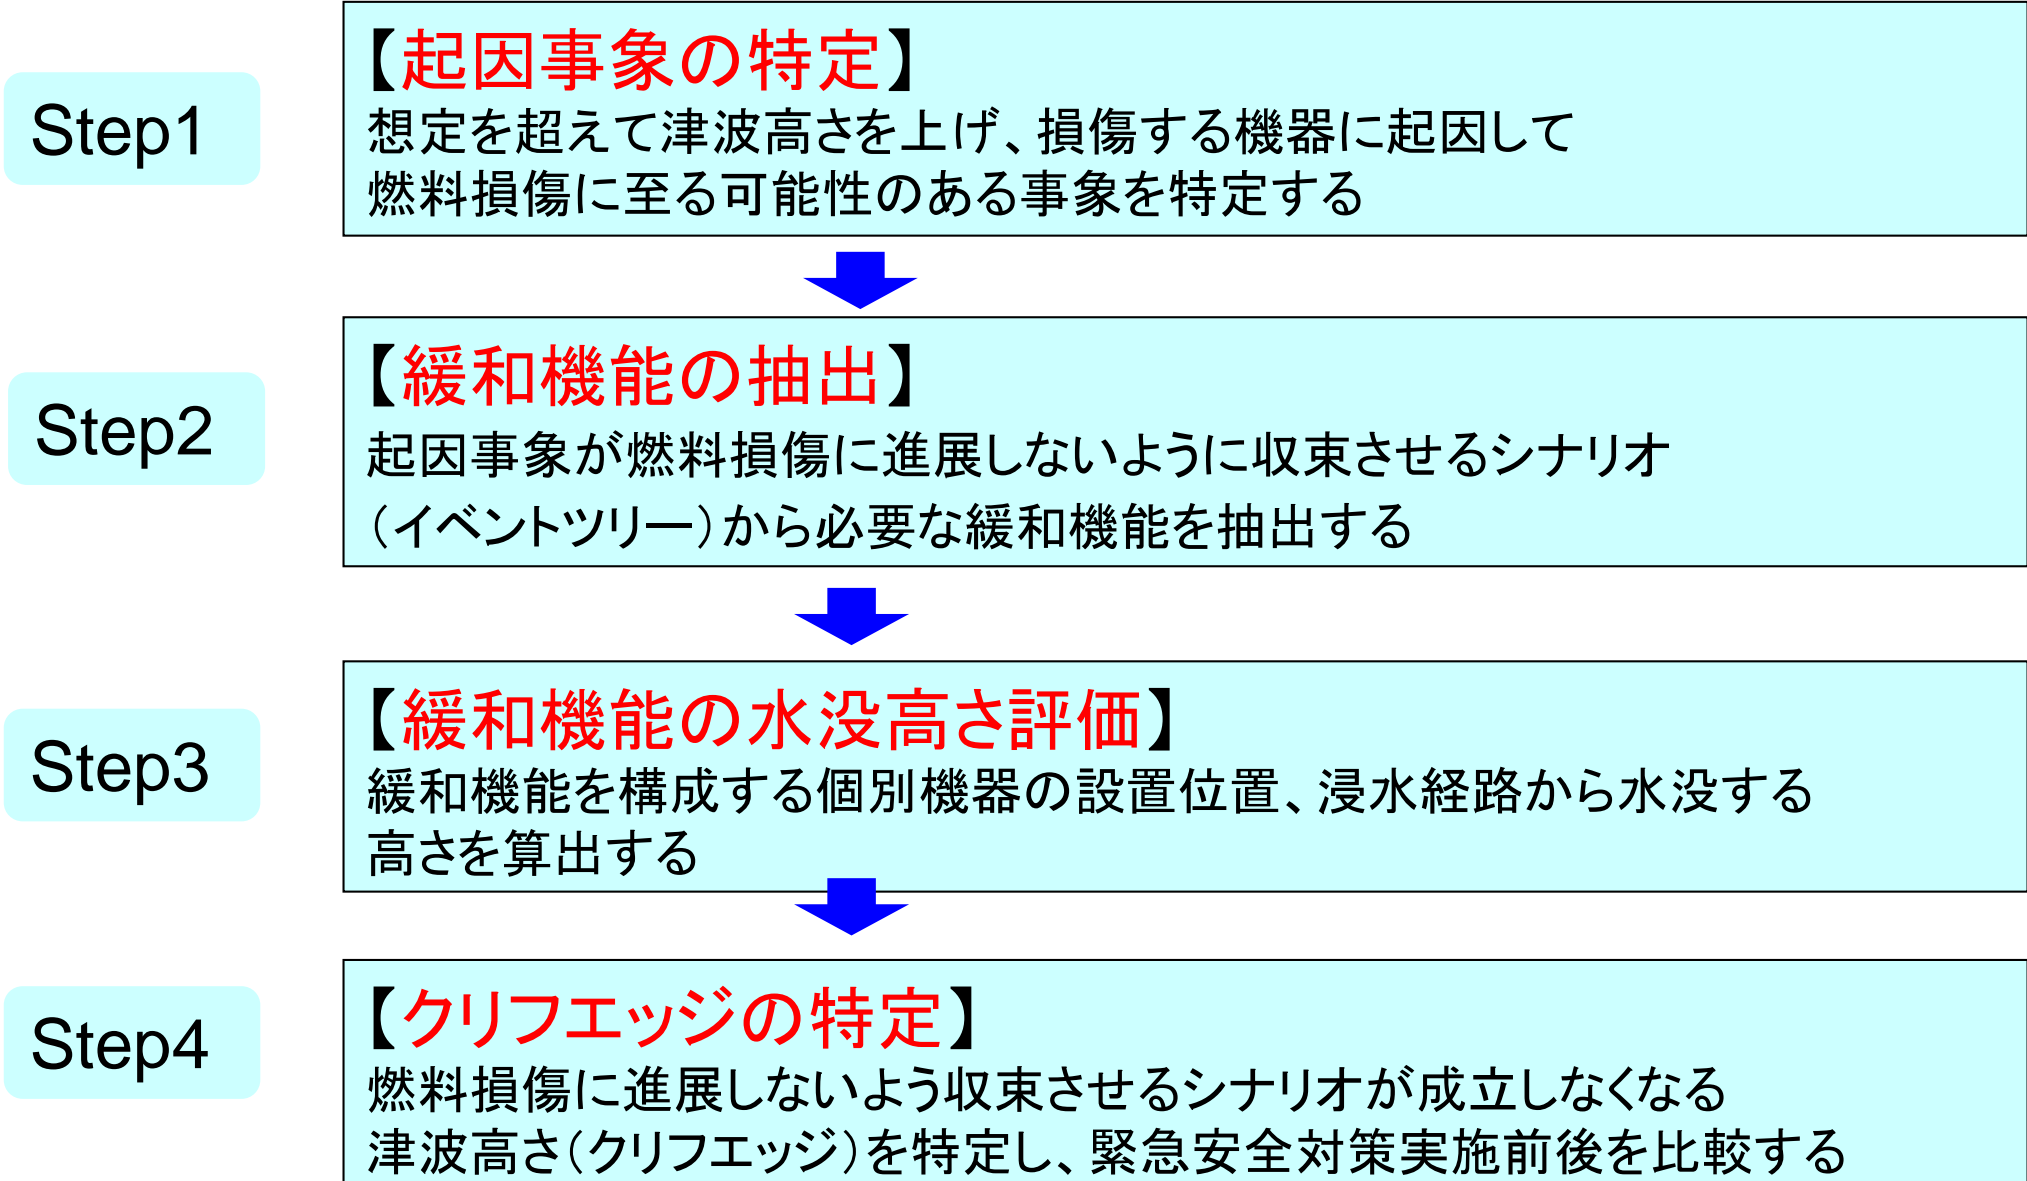 Step1
【起因事象の特定】
想定を超えて津波高さを上げ、損傷する機器に起因して
燃料損傷に至る可能性のある事象を特定する
Step2
【緩和機能の抽出】
起因事象が燃料損傷に進展しないように収束させるシナリオ
（イベントツリー）から必要な緩和機能を抽出する
Step3
【緩和機能の水没高さ評価】
緩和機能を構成する個別機器の設置位置、浸水経路から水没する
高さを算出する
Step4
【クリフエッジの特定】
燃料損傷に進展しないよう収束させるシナリオが成立しなくなる
津波高さ（クリフエッジ）を特定し、緊急安全対策実施前後を比較する